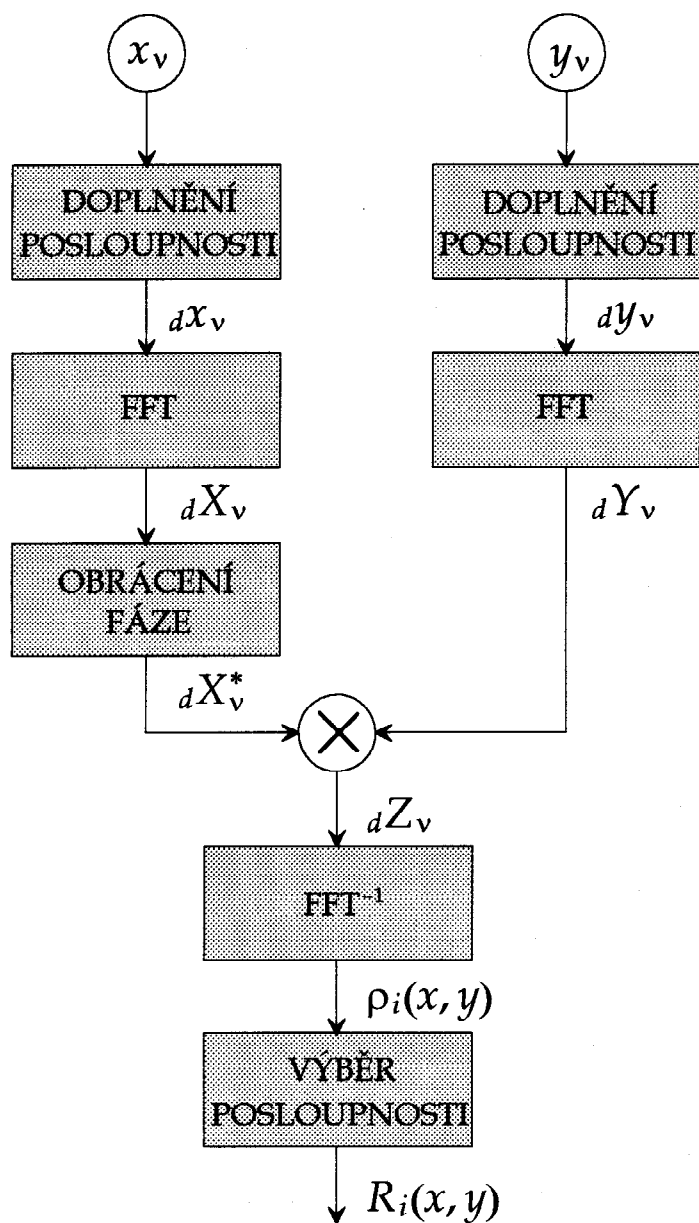 xν
yν
DOPLNĚNÍ
POSLOUPNOSTI
DOPLNĚNÍ
POSLOUPNOSTI
dxν
dyν
FFT
FFT
dXν
dYν
OBRÁCENÍ
FÁZE
dX*ν
dZν
FFT⁻¹
ρi(x, y)
VÝBĚR
POSLOUPNOSTI
Ri(x, y)